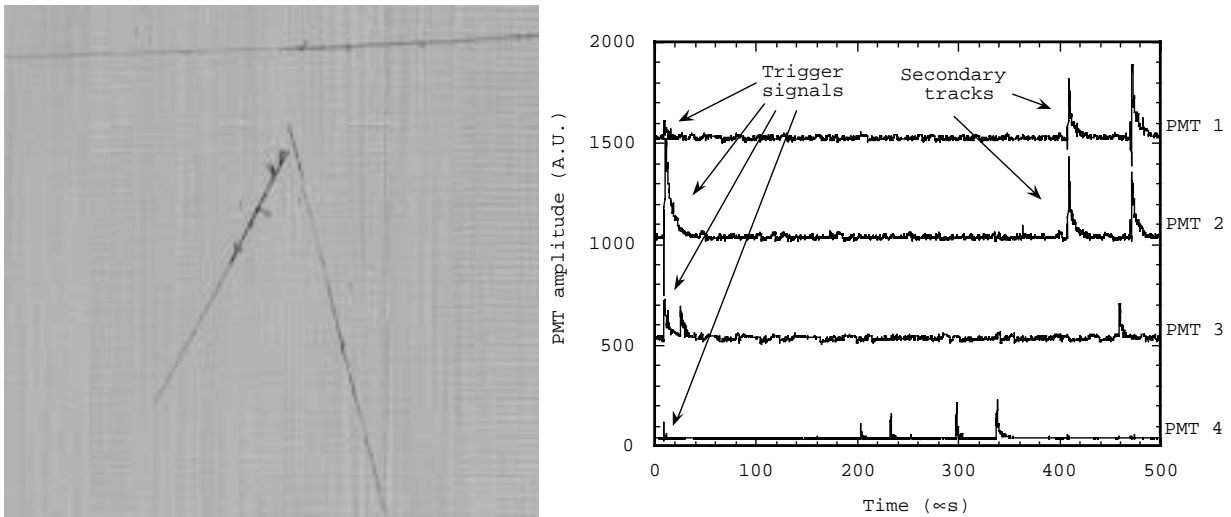 2000
1500
1000
500
0
PMT amplitude (A.U.)
Trigger
signals
Secondary
tracks
PMT 1
PMT 2
PMT 3
PMT 4
0 100 200 300 400 500
Time (∝s)